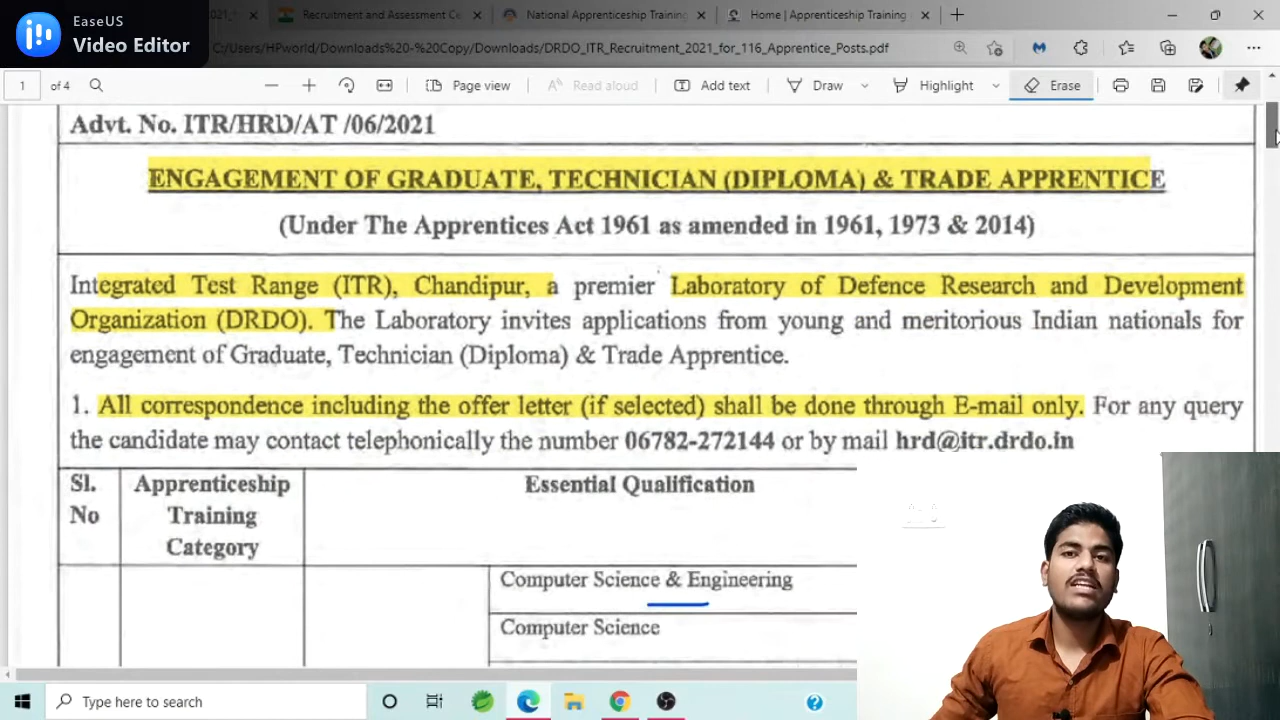 EaseUS
Video Editor
2021_f
Recruitment and Assessment Ce
National Apprenticeship Training
Home | Apprenticeship Training
C:/Users/HPworld/Downloads%20-%20Copy/Downloads/DRDO_ITR_Recruitment_2021_for_116_Apprentice_Posts.pdf
1 of 4
Page view
Read aloud
Add text
Draw
Highlight
Erase
Advt. No. ITR/HRD/AT /06/2021
ENGAGEMENT OF GRADUATE, TECHNICIAN (DIPLOMA) & TRADE APPRENTICE
(Under The Apprentices Act 1961 as amended in 1961, 1973 & 2014)
Integrated Test Range (ITR), Chandipur, a premier Laboratory of Defence Research and Development
Organization (DRDO). The Laboratory invites applications from young and meritorious Indian nationals for
engagement of Graduate, Technician (Diploma) & Trade Apprentice.
1. All correspondence including the offer letter (if selected) shall be done through E-mail only. For any query
the candidate may contact telephonically the number 06782-272144 or by mail hrd@itr.drdo.in
Sl.
No
Apprenticeship
Training
Category
Essential Qualification
Computer Science & Engineering
Computer Science
Type here to search